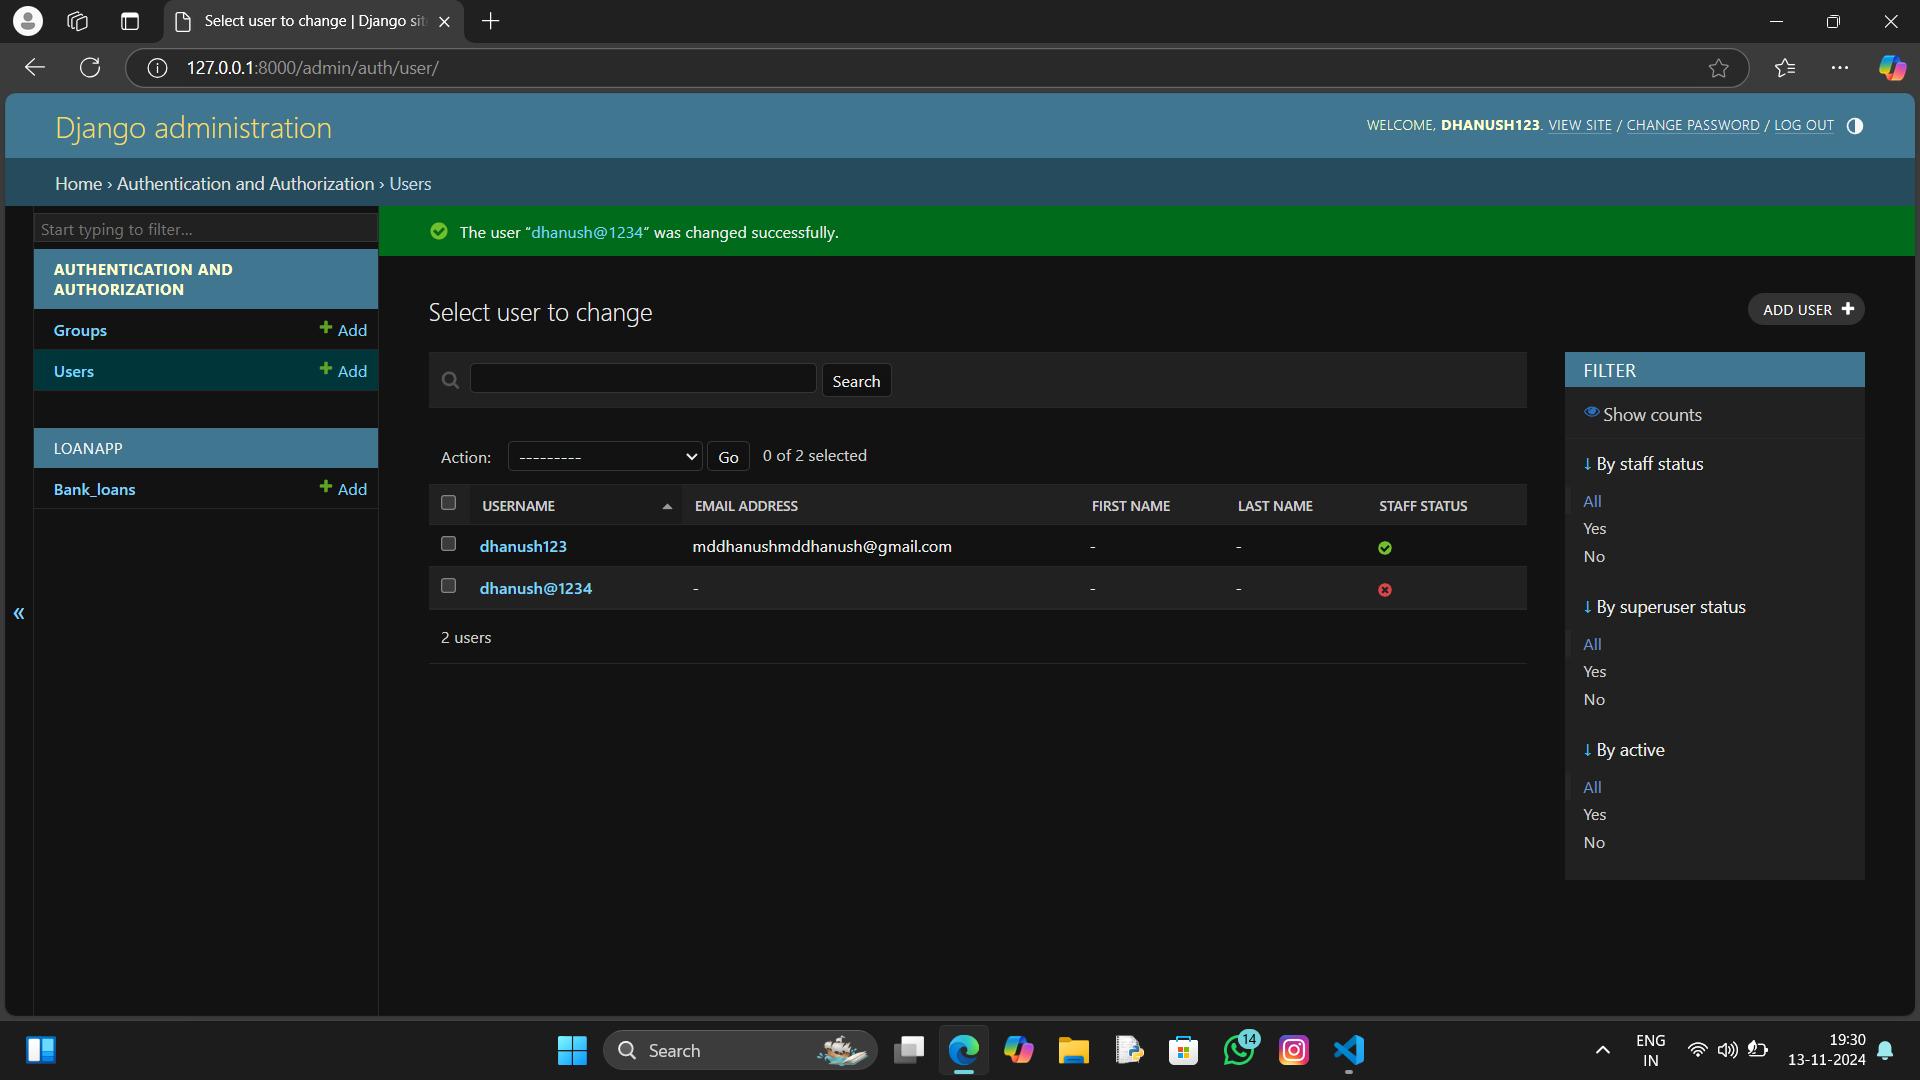 Select user to change | Django sit
127.0.0.1:8000/admin/auth/user/
Django administration
WELCOME, DHANUSH123. VIEW SITE / CHANGE PASSWORD / LOG OUT
Home › Authentication and Authorization › Users
Start typing to filter...
The user “dhanush@1234” was changed successfully.
AUTHENTICATION AND
AUTHORIZATION
Groups + Add
Users + Add
LOANAPP
Bank_loans + Add
«
Select user to change
ADD USER +
Search
Action: --------- Go 0 of 2 selected
USERNAME EMAIL ADDRESS FIRST NAME LAST NAME STAFF STATUS
dhanush123 mddhanushmddhanush@gmail.com - -
dhanush@1234 - - -
2 users
FILTER
Show counts
↓ By staff status
All
Yes
No
↓ By superuser status
All
Yes
No
↓ By active
All
Yes
No
Search
14
ENG
IN
19:30
13-11-2024